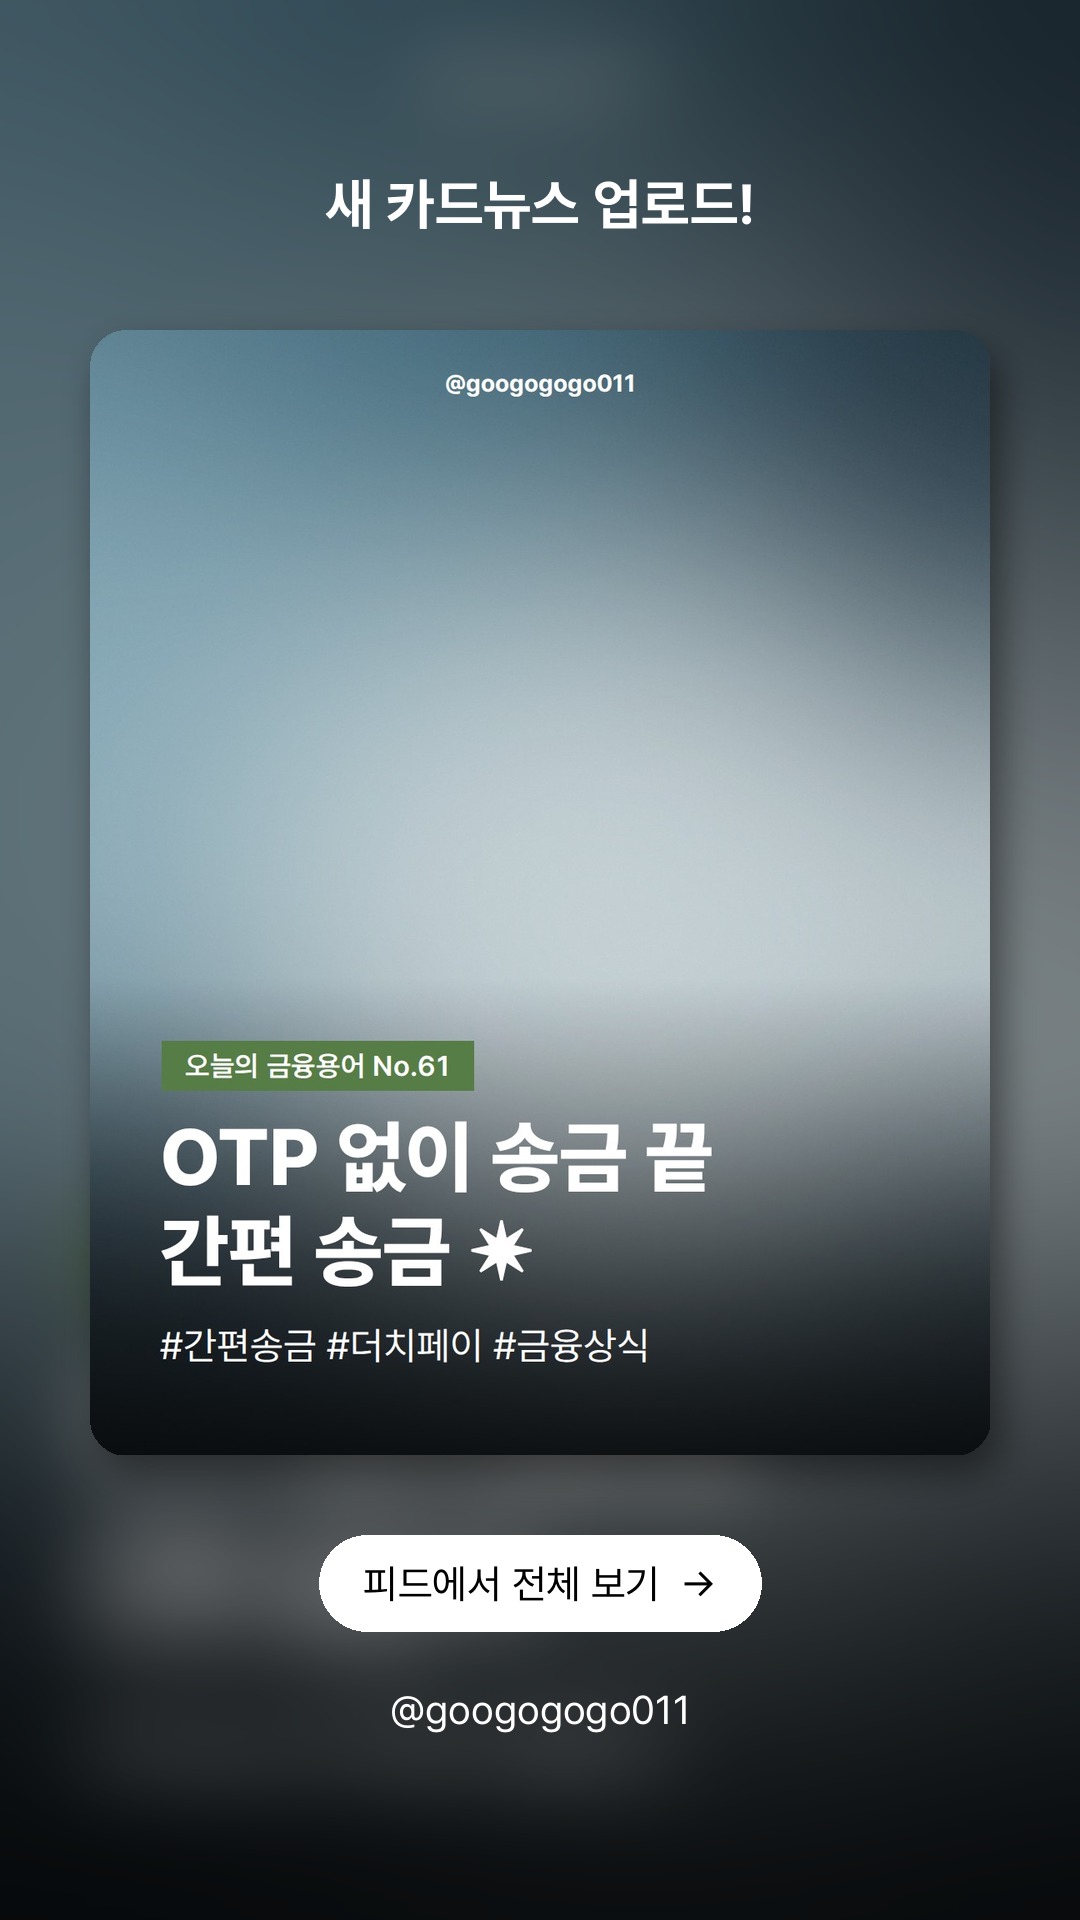 새 카드뉴스 업로드!
@googogogo011
오늘의 금융용어 No.61
OTP 없이 송금 끝
간편 송금 ✷
#간편송금 #더치페이 #금융상식
피드에서 전체 보기 →
@googogogo011